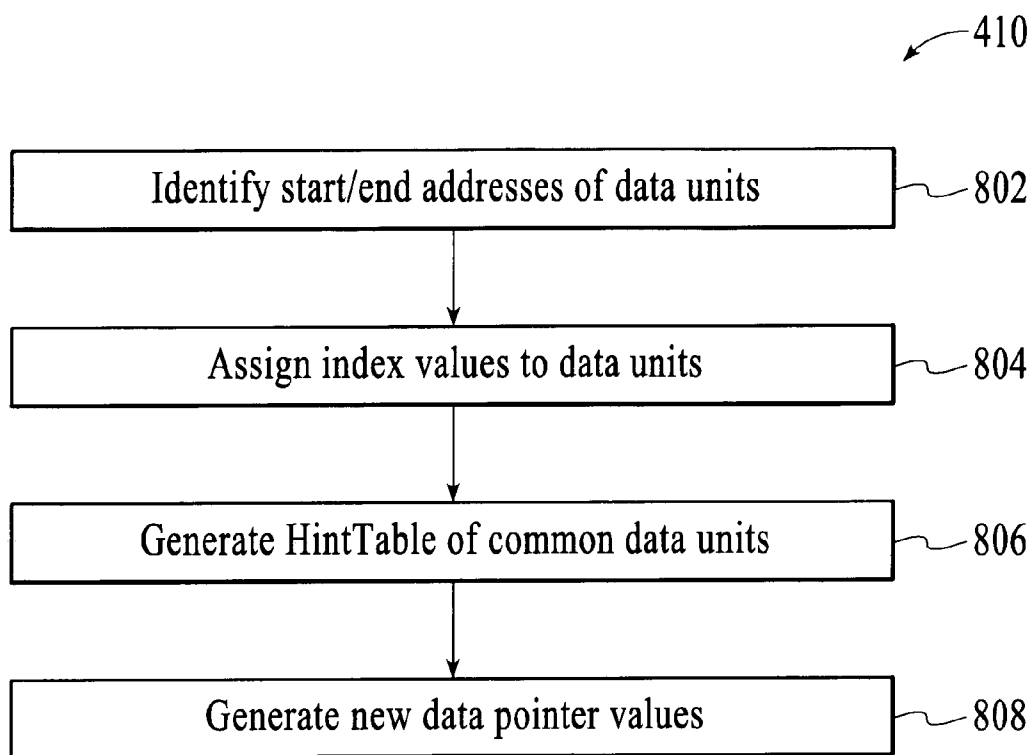 410
Identify start/end addresses of data units
802
Assign index values to data units
804
Generate HintTable of common data units
806
Generate new data pointer values
808